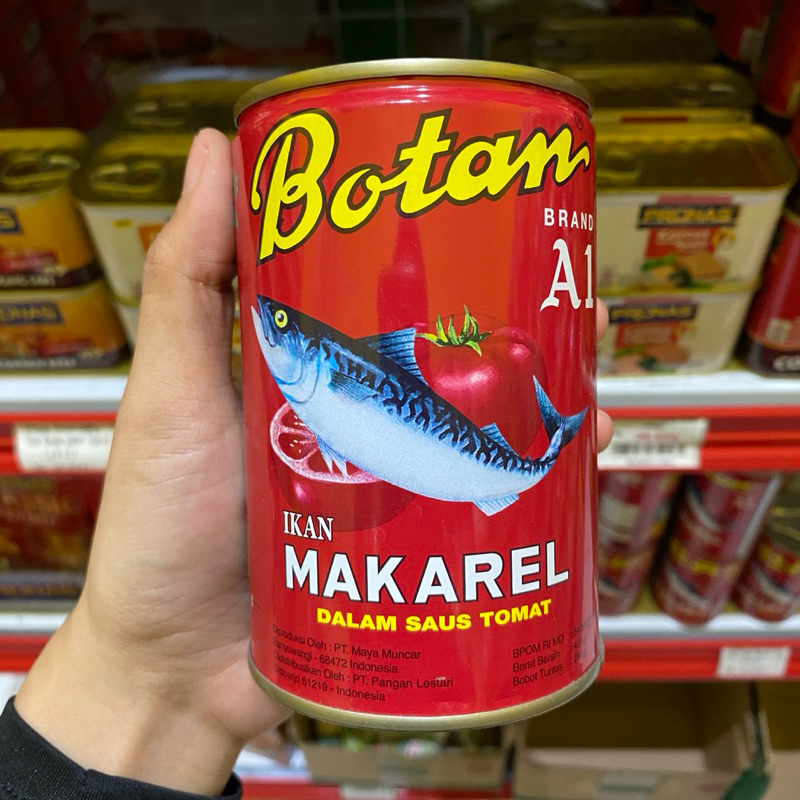 Botan
BRAND
A1
IKAN
MAKAREL
DALAM SAUS TOMAT
Diproduksi Oleh : PT. Maya Muncar
Banyuwangi - 68472 Indonesia.
Didistribusikan Oleh : PT. Pangan Lestari
Sidoarjo 61219 - Indonesia
BPOM RI MD
Berat Bersih
Bobot Tuntas
PRONAS
PRONAS